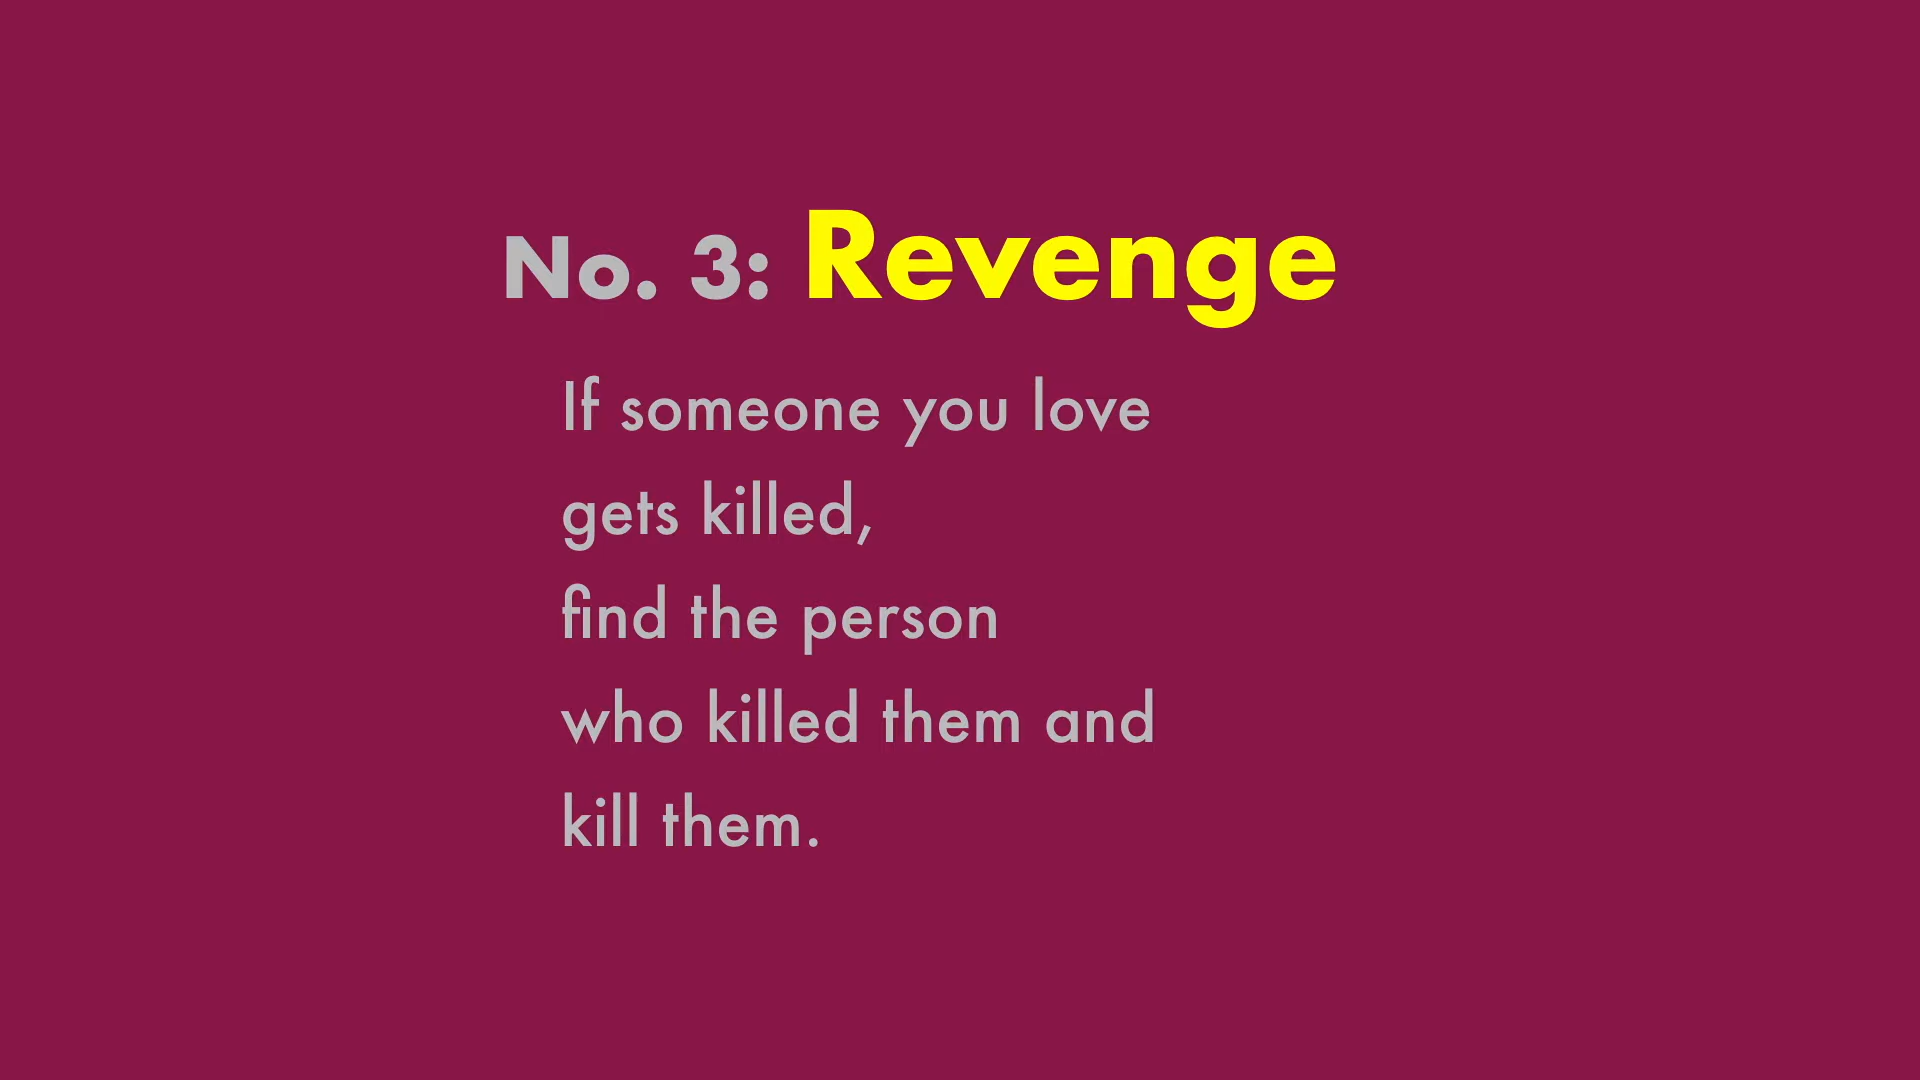 No. 3: Revenge
If someone you love
gets killed,
find the person
who killed them and
kill them.